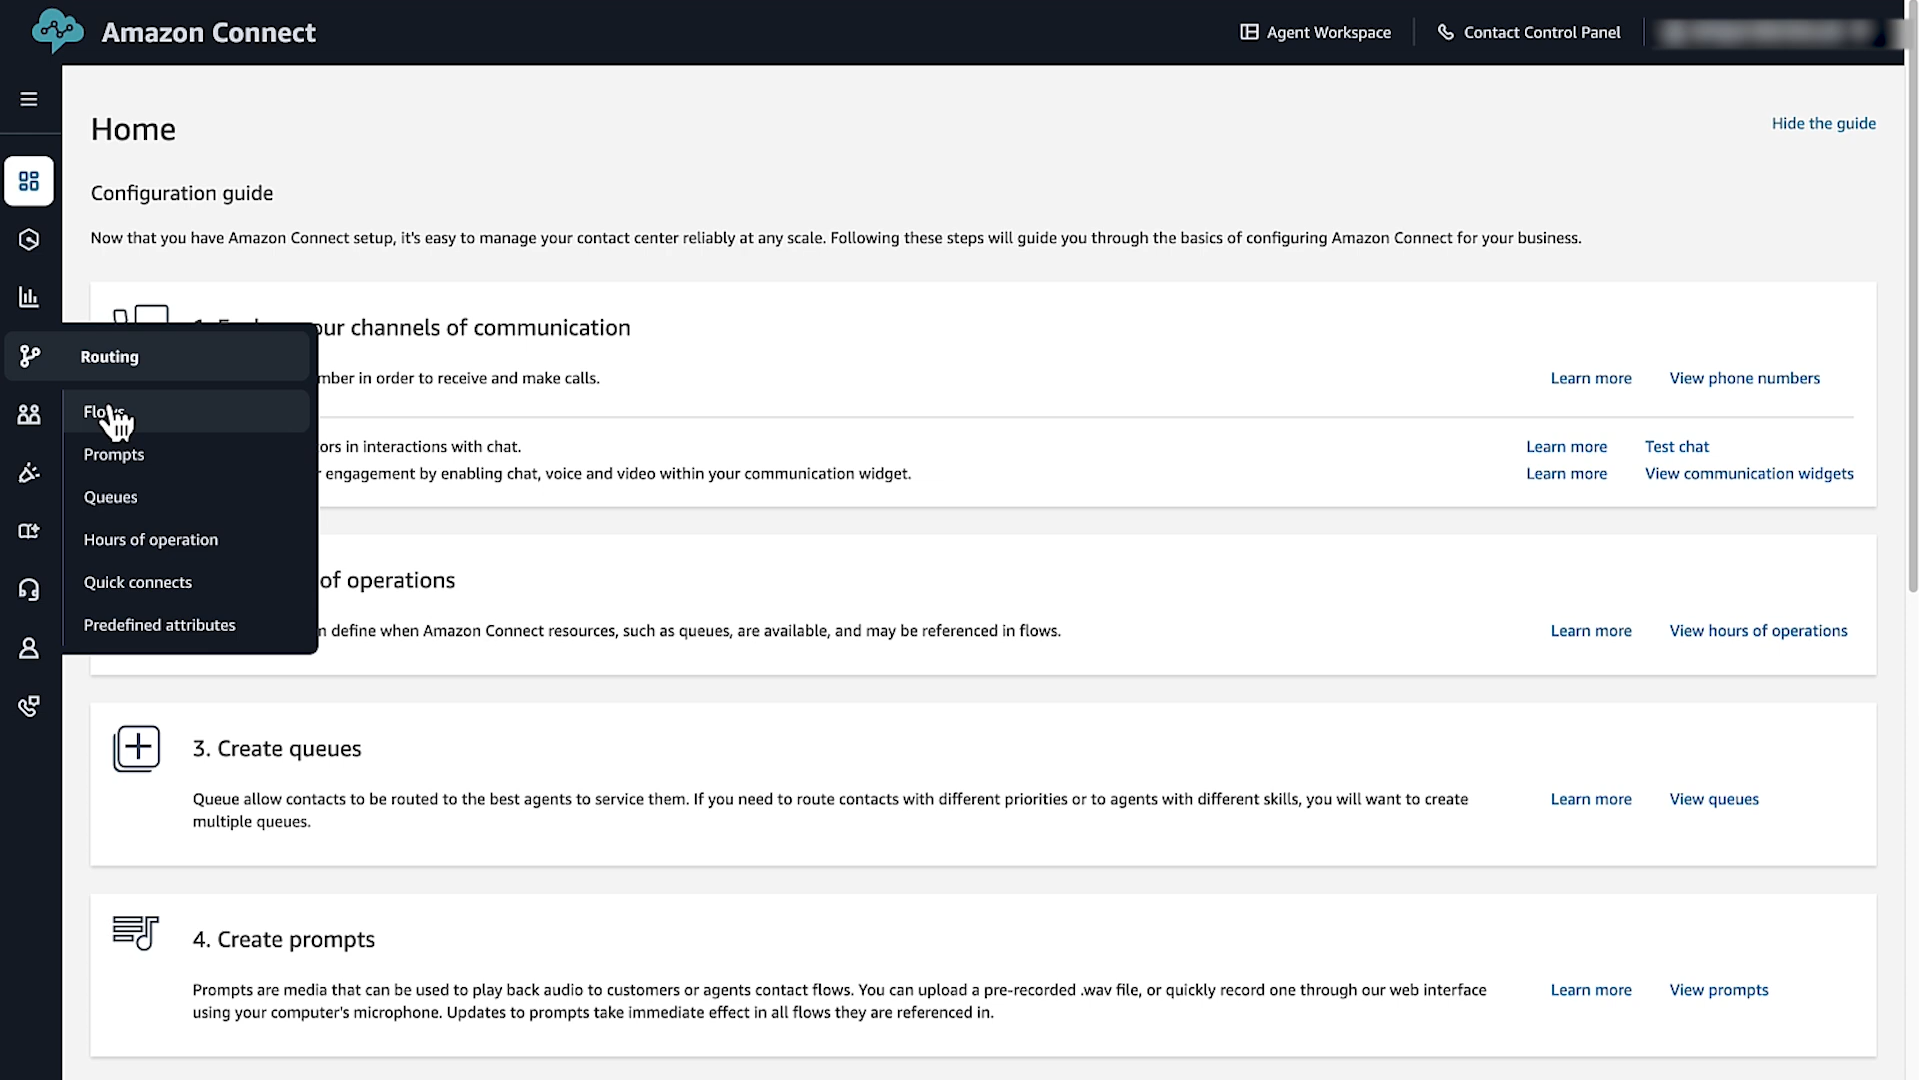 Amazon Connect
Agent Workspace
Contact Control Panel
Home
Hide the guide
Configuration guide
Now that you have Amazon Connect setup, it's easy to manage your contact center reliably at any scale. Following these steps will guide you through the basics of configuring Amazon Connect for your business.
our channels of communication
Routing
mber in order to receive and make calls.
Learn more
View phone numbers
Flows
ors in interactions with chat.
Learn more
Test chat
Prompts
engagement by enabling chat, voice and video within your communication widget.
Learn more
View communication widgets
Queues
Hours of operation
Quick connects
of operations
Predefined attributes
n define when Amazon Connect resources, such as queues, are available, and may be referenced in flows.
Learn more
View hours of operations
3. Create queues
Queue allow contacts to be routed to the best agents to service them. If you need to route contacts with different priorities or to agents with different skills, you will want to create
multiple queues.
Learn more
View queues
4. Create prompts
Prompts are media that can be used to play back audio to customers or agents contact flows. You can upload a pre-recorded .wav file, or quickly record one through our web interface
using your computer's microphone. Updates to prompts take immediate effect in all flows they are referenced in.
Learn more
View prompts